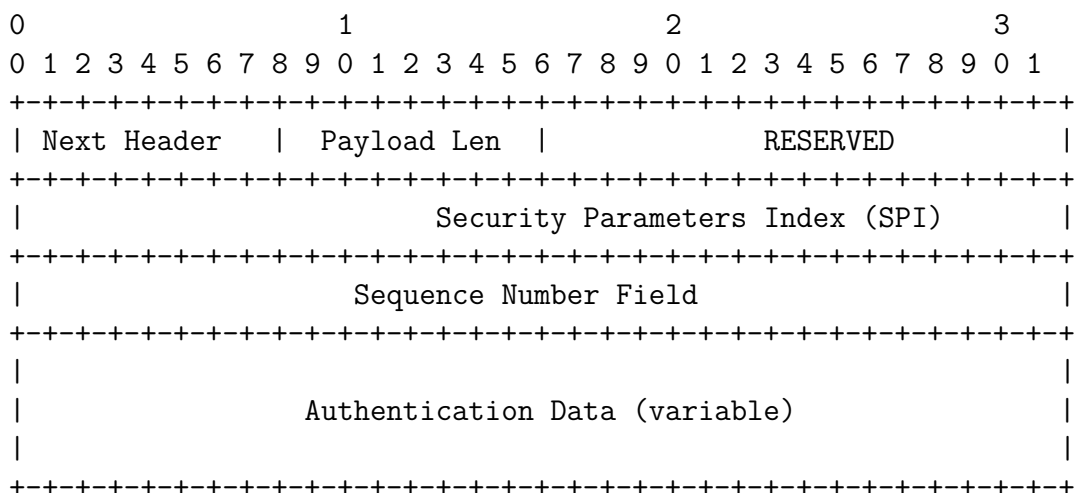 0                   1                   2                   3
0 1 2 3 4 5 6 7 8 9 0 1 2 3 4 5 6 7 8 9 0 1 2 3 4 5 6 7 8 9 0 1
+-+-+-+-+-+-+-+-+-+-+-+-+-+-+-+-+-+-+-+-+-+-+-+-+-+-+-+-+-+-+-+-+
| Next Header   |  Payload Len  |             RESERVED          |
+-+-+-+-+-+-+-+-+-+-+-+-+-+-+-+-+-+-+-+-+-+-+-+-+-+-+-+-+-+-+-+-+
|                         Security Parameters Index (SPI)       |
+-+-+-+-+-+-+-+-+-+-+-+-+-+-+-+-+-+-+-+-+-+-+-+-+-+-+-+-+-+-+-+-+
|                    Sequence Number Field                      |
+-+-+-+-+-+-+-+-+-+-+-+-+-+-+-+-+-+-+-+-+-+-+-+-+-+-+-+-+-+-+-+-+
|                                                               |
|                 Authentication Data (variable)                |
|                                                               |
+-+-+-+-+-+-+-+-+-+-+-+-+-+-+-+-+-+-+-+-+-+-+-+-+-+-+-+-+-+-+-+-+